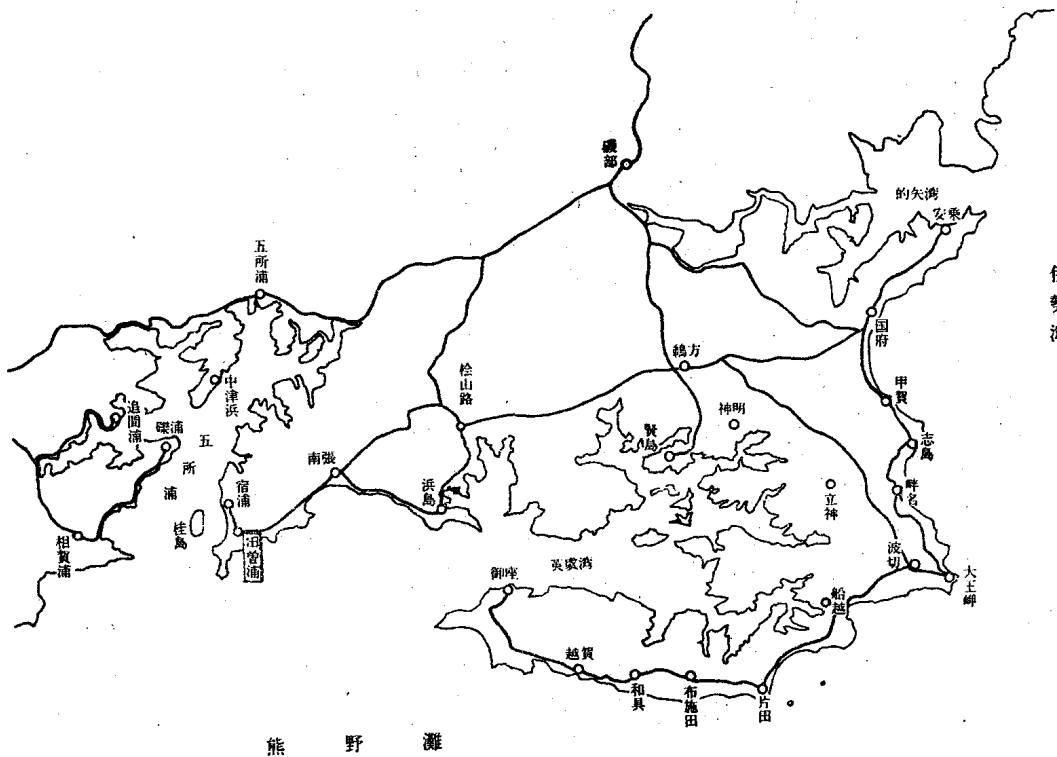 磯部
的矢湾
安乗
伊勢湾
国府
五所浦
鵜方
桧山路
甲賀
中津浜
追間浦
礫浦
神明
賢島
志島
五所浦
南張
浜島
畔名
立神
宿浦
桂島
田曽浦
相賀浦
英虞湾
御座
波切
大王岬
船越
越賀
和具
布施田
片田
熊野灘